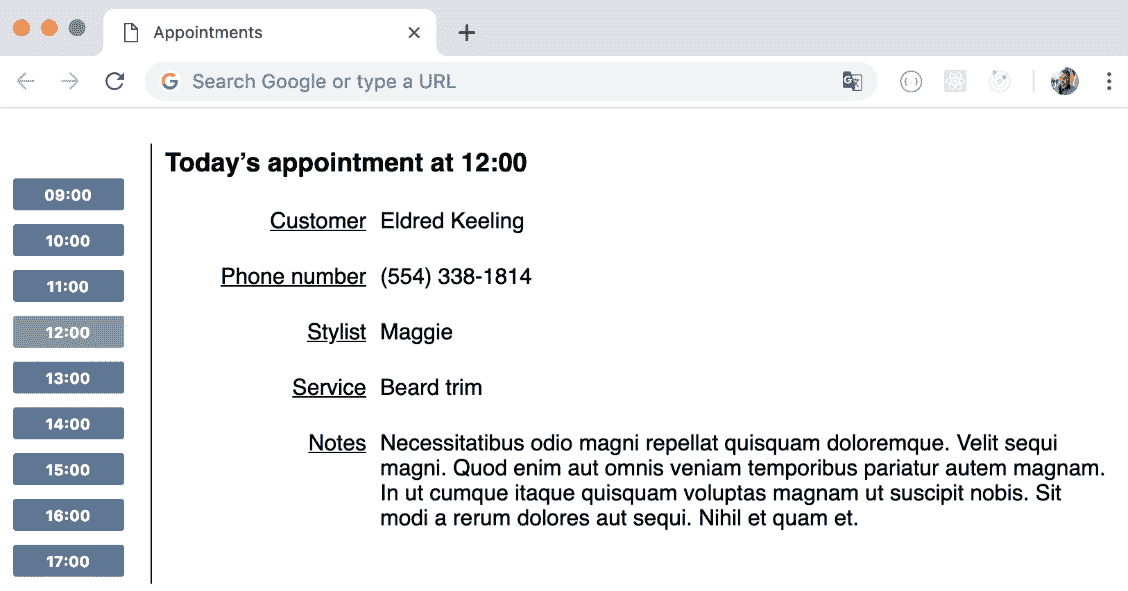 Appointments
Search Google or type a URL
Today’s appointment at 12:00
09:00
10:00
11:00
12:00
13:00
14:00
15:00
16:00
17:00
Customer Eldred Keeling
Phone number (554) 338-1814
Stylist Maggie
Service Beard trim
Notes Necessitatibus odio magni repellat quisquam doloremque. Velit sequi
magni. Quod enim aut omnis veniam temporibus pariatur autem magnam.
In ut cumque itaque quisquam voluptas magnam ut suscipit nobis. Sit
modi a rerum dolores aut sequi. Nihil et quam et.